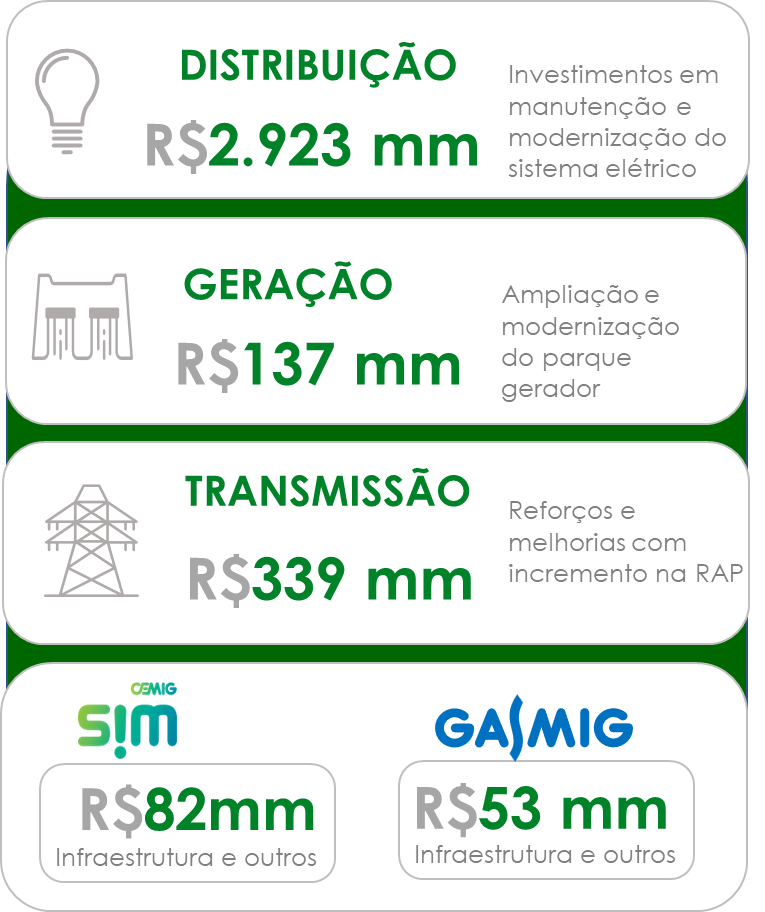 DISTRIBUIÇÃO
R$2.923 mm
Investimentos em
manutenção e
modernização do
sistema elétrico
GERAÇÃO
R$137 mm
Ampliação e
modernização
do parque
gerador
TRANSMISSÃO
R$339 mm
Reforços e
melhorias com
incremento na RAP
CEMIG
sim
R$82mm
Infraestrutura e outros
GASMIG
R$53 mm
Infraestrutura e outros